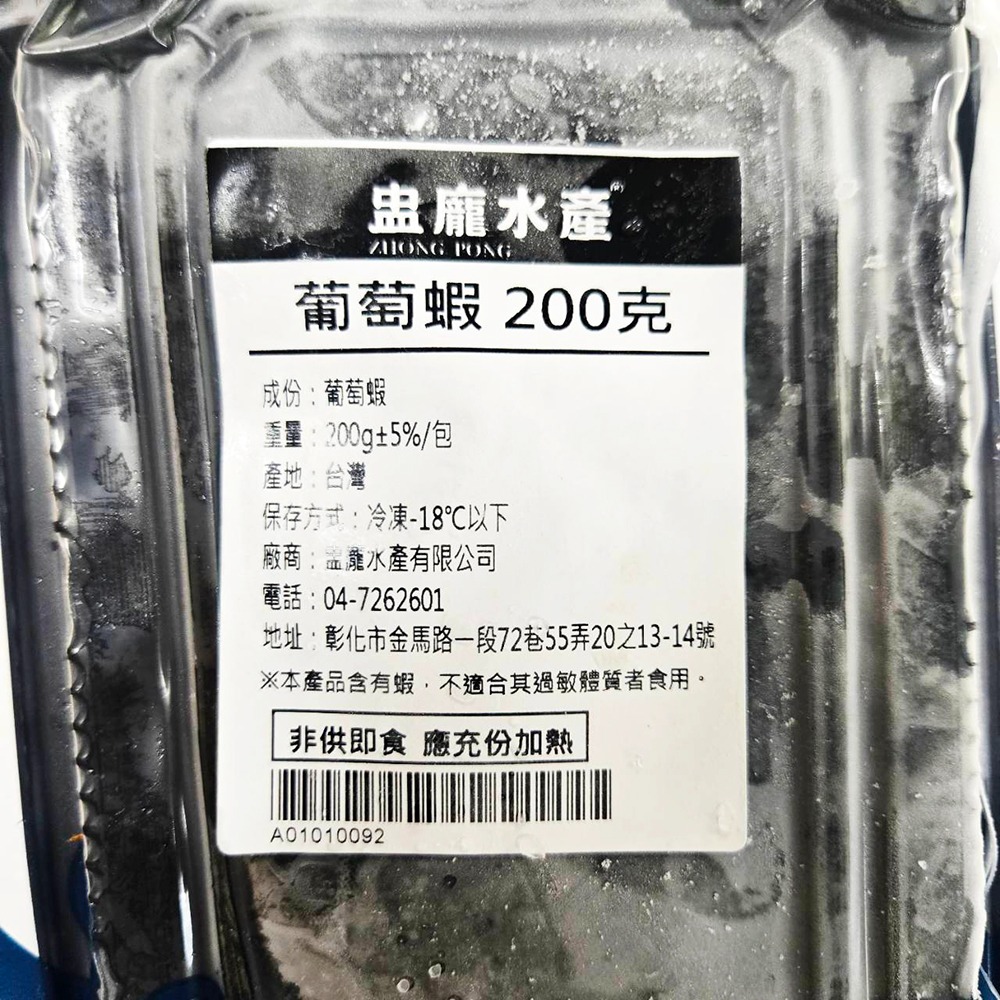 盅龐水產
ZHONG PONG
葡萄蝦 200克
成份：葡萄蝦
重量：200g±5%/包
產地：台灣
保存方式：冷凍-18℃以下
廠商：盅龐水產有限公司
電話：04-7262601
地址：彰化市金馬路一段72巷55弄20之13-14號
※本產品含有蝦，不適合其過敏體質者食用。
非供即食 應充份加熱
A01010092